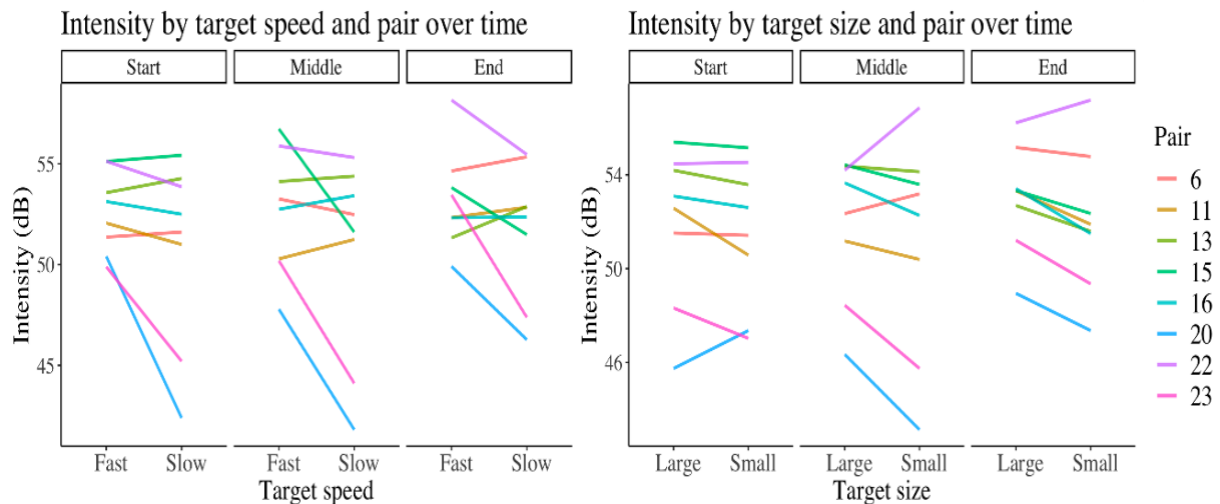 Intensity by target speed and pair over time
Start Middle End
Intensity (dB)
55
50
45
Fast Slow Fast Slow Fast Slow
Target speed
Intensity by target size and pair over time
Start Middle End
Intensity (dB)
54
50
46
Large Small Large Small Large Small
Target size
Pair
6
11
13
15
16
20
22
23